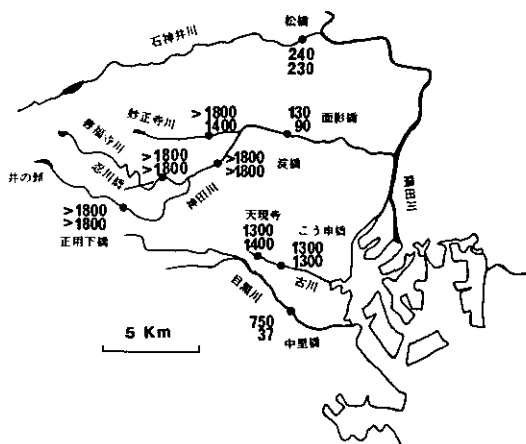 松橋
石神井川
240
230
妙正寺川
>1800
1400
130
90
面影橋
善福寺川
忍川橋
>1800
>1800
>1800
>1800
淀橋
神田川
隅田川
井の頭
>1800
>1800
正用下橋
天現寺
1300
1400
こう申橋
1300
1300
古川
目黒川
750
37
中里橋
5 Km